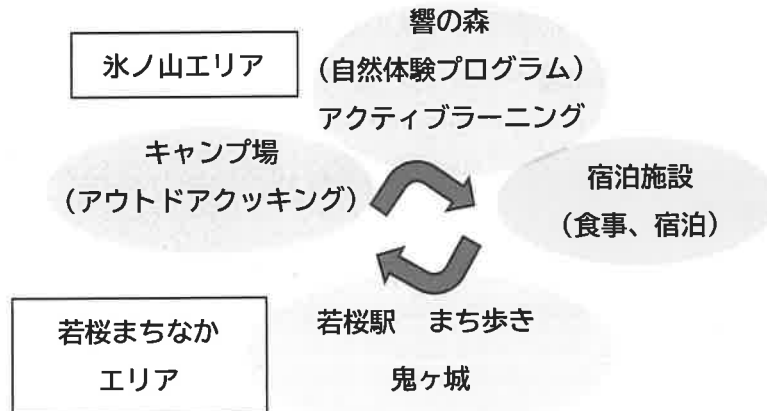 氷ノ山エリア
響の森
(自然体験プログラム)
アクティブラーニング
キャンプ場
(アウトドアクッキング)
宿泊施設
(食事、宿泊)
若桜まちなか
エリア
若桜駅　まち歩き
鬼ヶ城